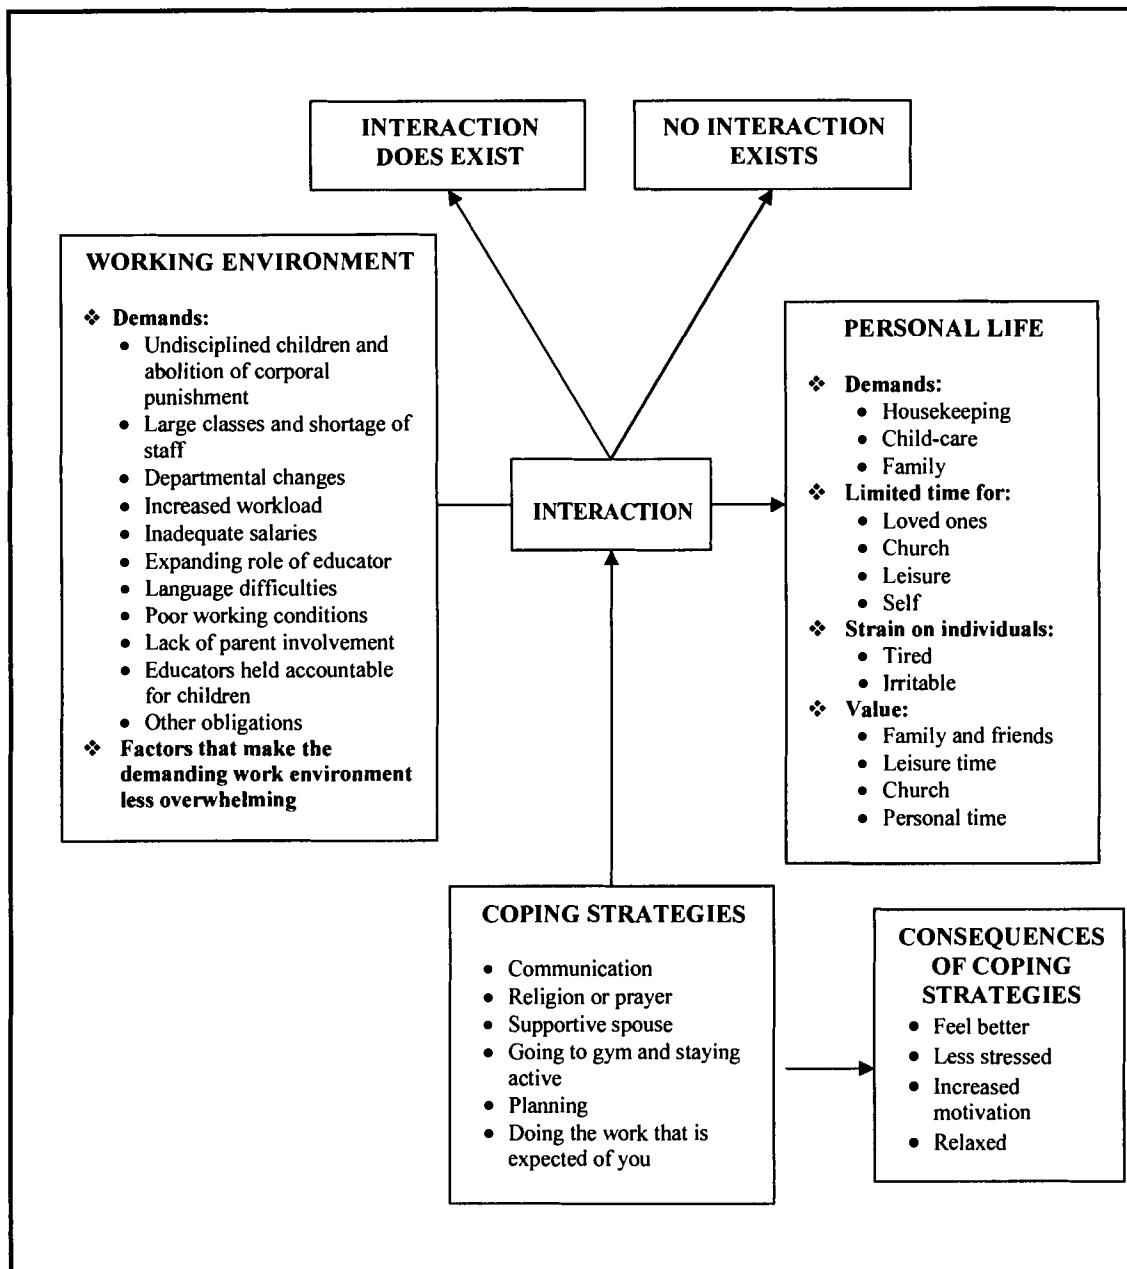 INTERACTION
DOES EXIST
NO INTERACTION
EXISTS
WORKING ENVIRONMENT
❖ Demands:
• Undisciplined children and
abolition of corporal
punishment
• Large classes and shortage of
staff
• Departmental changes
• Increased workload
• Inadequate salaries
• Expanding role of educator
• Language difficulties
• Poor working conditions
• Lack of parent involvement
• Educators held accountable
for children
• Other obligations
❖ Factors that make the
demanding work environment
less overwhelming
INTERACTION
PERSONAL LIFE
❖ Demands:
• Housekeeping
• Child-care
• Family
❖ Limited time for:
• Loved ones
• Church
• Leisure
• Self
❖ Strain on individuals:
• Tired
• Irritable
❖ Value:
• Family and friends
• Leisure time
• Church
• Personal time
COPING STRATEGIES
• Communication
• Religion or prayer
• Supportive spouse
• Going to gym and staying
active
• Planning
• Doing the work that is
expected of you
CONSEQUENCES
OF COPING
STRATEGIES
• Feel better
• Less stressed
• Increased
motivation
• Relaxed